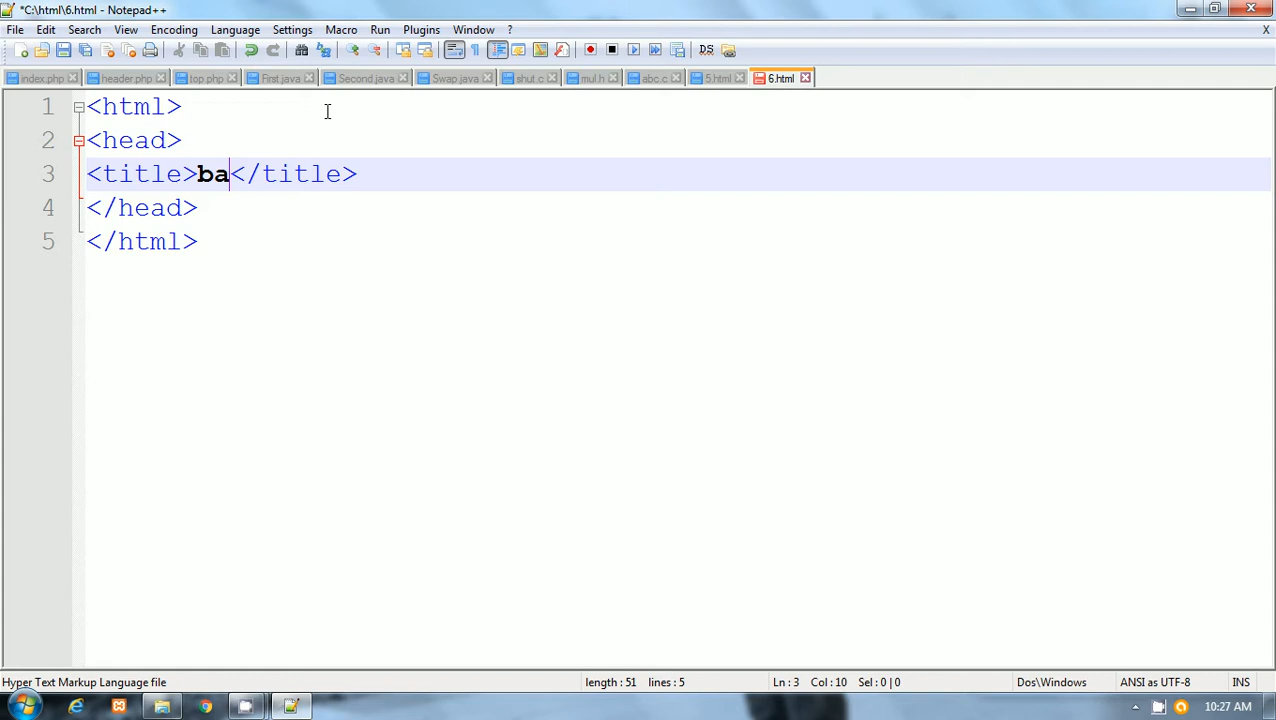 *C:\html\6.html - Notepad++
File Edit Search View Encoding Language Settings Macro Run Plugins Window ? X
index.php header.php top.php First.java Second.java Swap.java shut.c mul.h abc.c 5.html 6.html
1 <html>
2 <head>
3 <title>ba</title>
4 </head>
5 </html>
Hyper Text Markup Language file length : 51 lines : 5 Ln : 3 Col : 10 Sel : 0 | 0 Dos\Windows ANSI as UTF-8 INS
10:27 AM